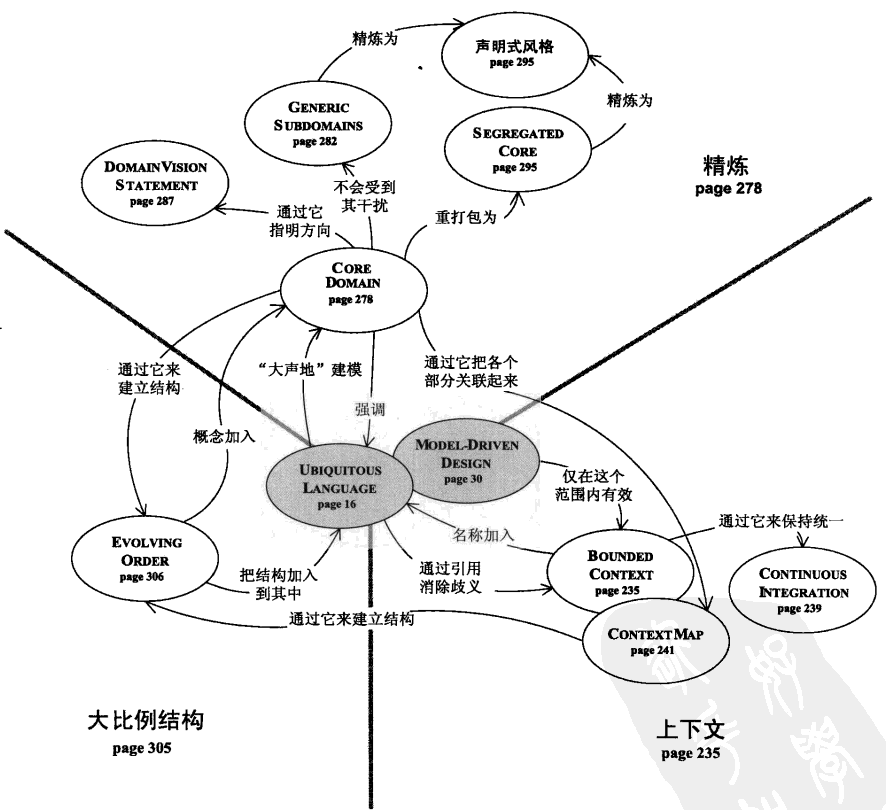 精炼为
声明式风格
page 295
精炼为
GENERIC
SUBDOMAINS
page 282
SEGREGATED
CORE
page 295
精炼
page 278
DOMAIN VISION
STATEMENT
page 287
不会受到
其干扰
通过它
指明方向
重打包为
CORE
DOMAIN
page 278
通过它来
建立结构
“大声地”建模
通过它把各个
部分关联起来
强调
概念加入
MODEL-DRIVEN
DESIGN
page 30
UBIQUITOUS
LANGUAGE
page 16
仅在这个
范围内有效
名称加入
通过它来保持统一
EVOLVING
ORDER
page 306
把结构加入
到其中
通过引用
消除歧义
BOUNDED
CONTEXT
page 235
CONTINUOUS
INTEGRATION
page 239
通过它来建立结构
CONTEXT MAP
page 241
大比例结构
page 305
上下文
page 235